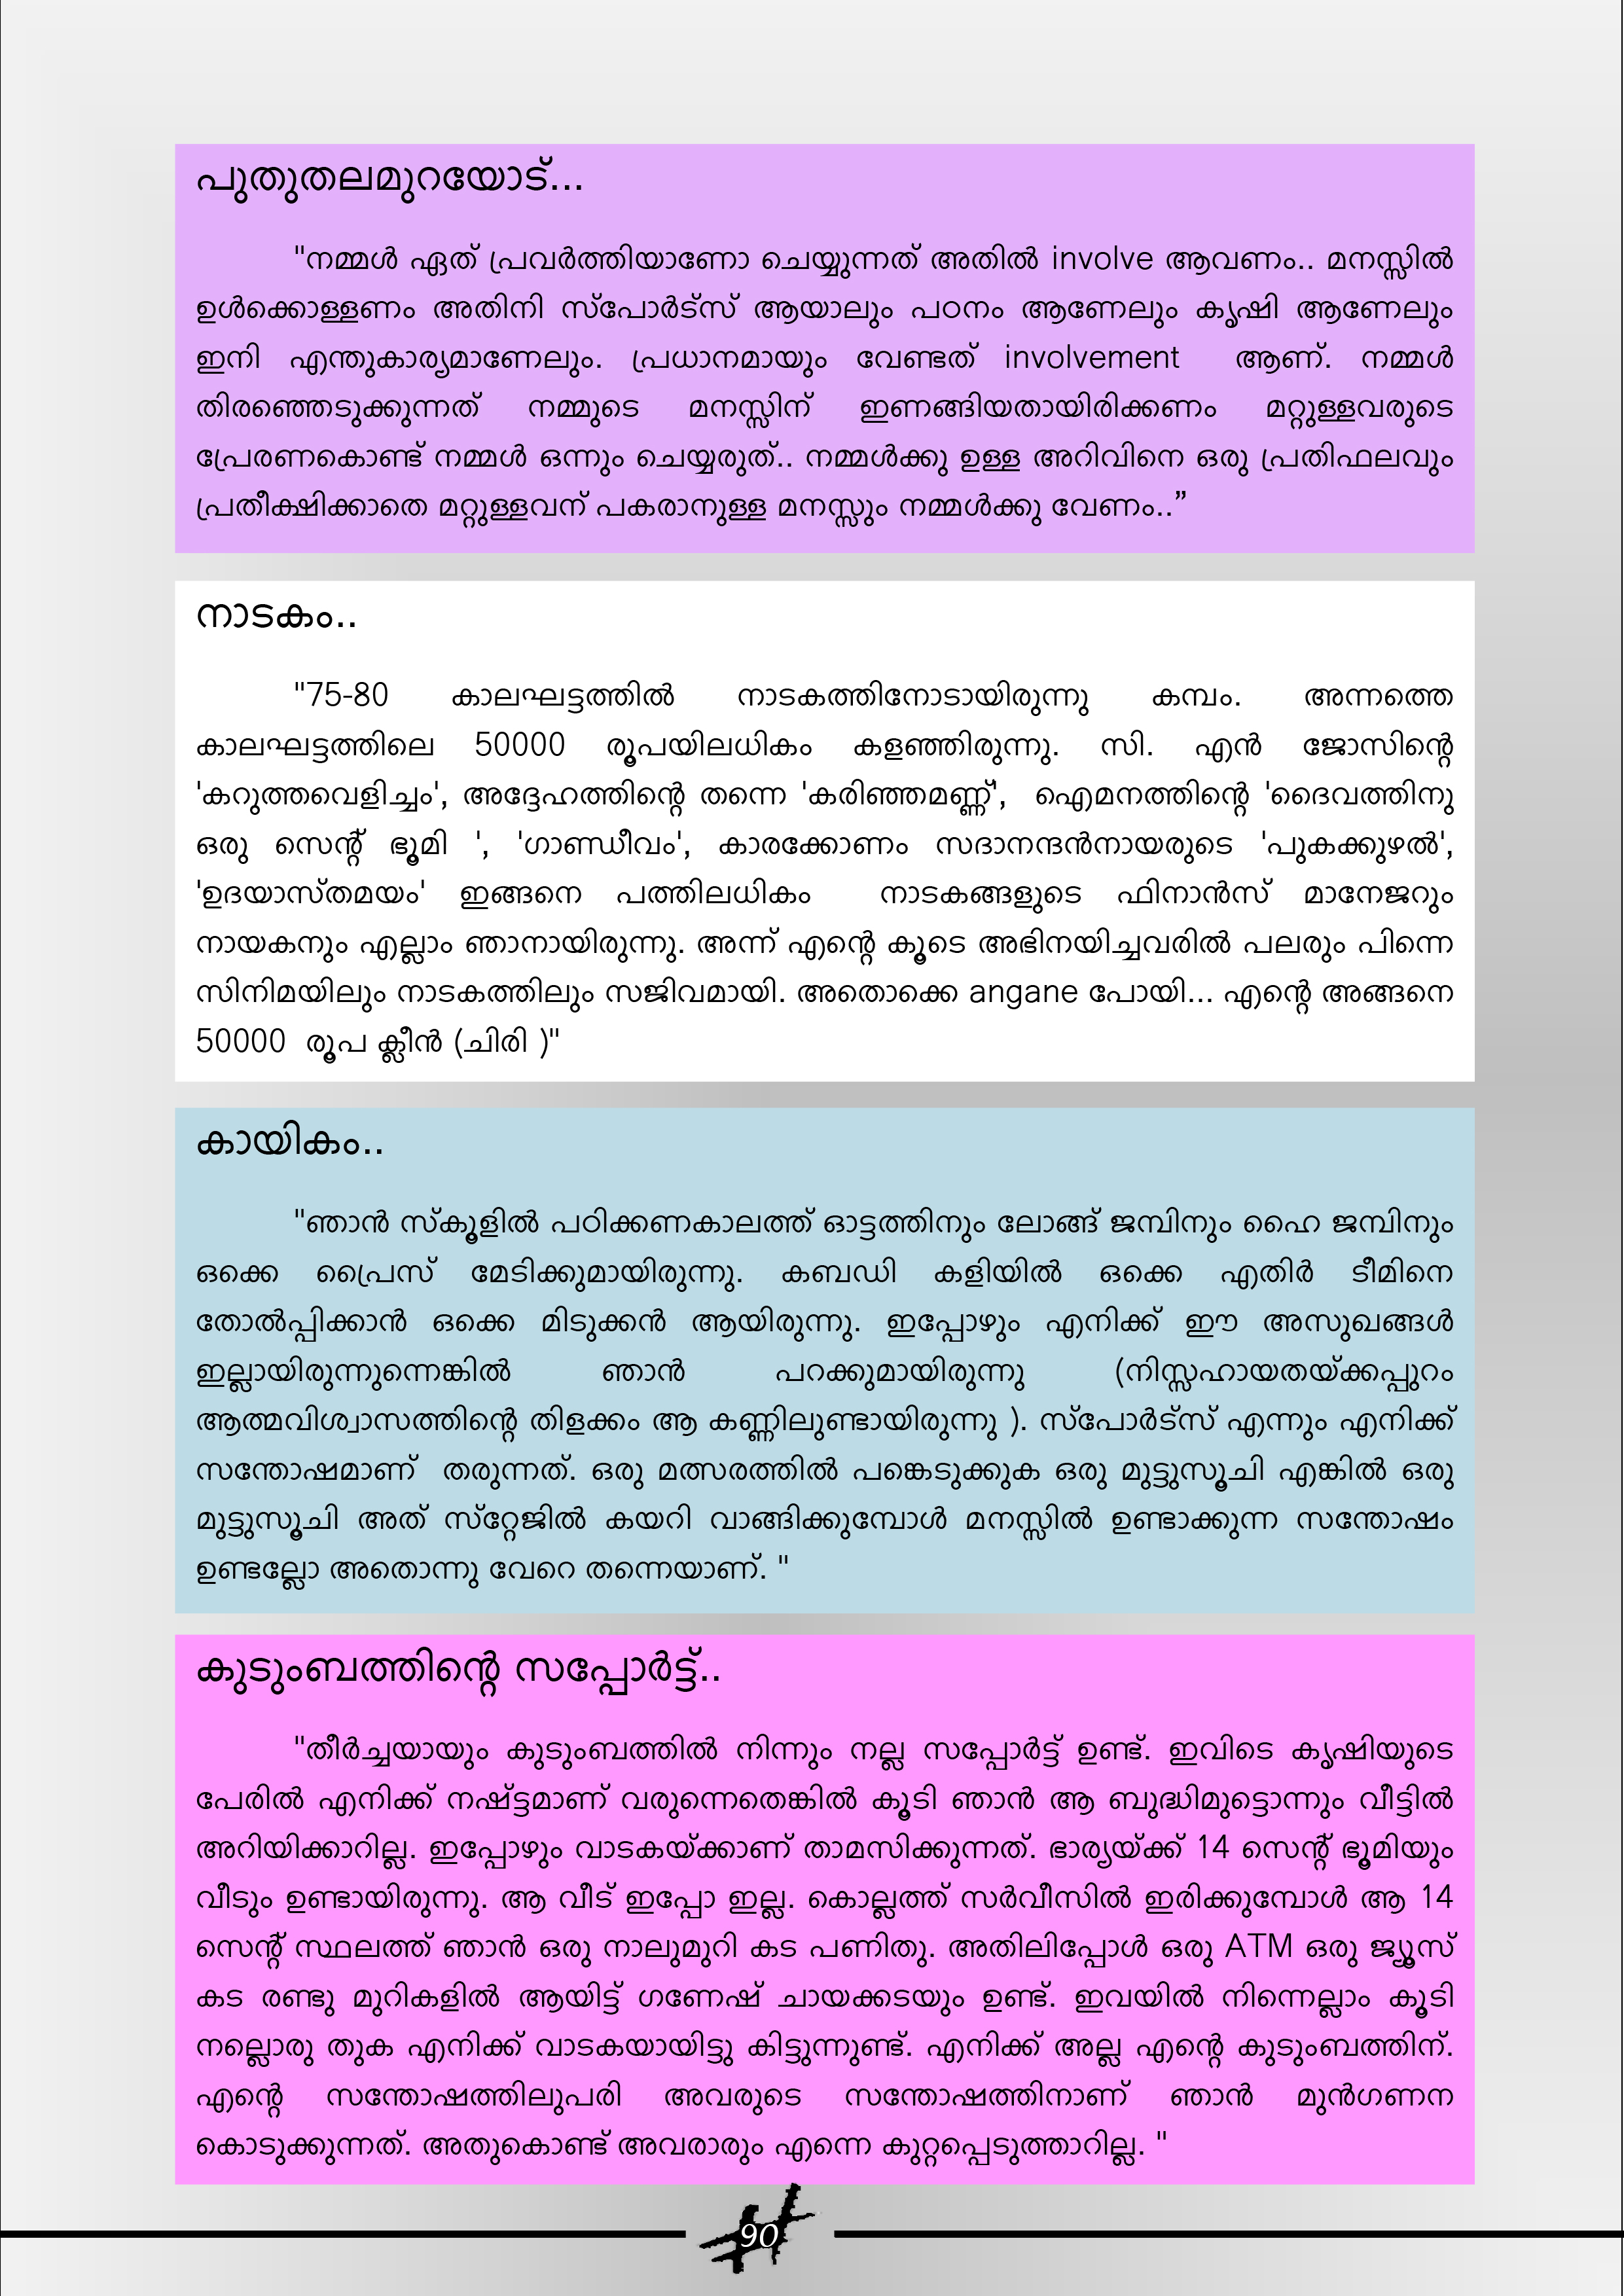 പുതുതലമുറയോട്...
"നമ്മൾ ഏത് പ്രവർത്തിയാണോ ചെയ്യുന്നത് അതിൽ involve ആവണം.. മനസ്സിൽ
ഉൾക്കൊള്ളണം അതിനി സ്പോർട്സ് ആയാലും പഠനം ആണേലും കൃഷി ആണേലും
ഇനി എന്തുകാര്യമാണേലും. പ്രധാനമായും വേണ്ടത് involvement ആണ്. നമ്മൾ
തിരഞ്ഞെടുക്കുന്നത് നമ്മുടെ മനസ്സിന് ഇണങ്ങിയതായിരിക്കണം മറ്റുള്ളവരുടെ
പ്രേരണകൊണ്ട് നമ്മൾ ഒന്നും ചെയ്യരുത്.. നമ്മൾക്കു ഉള്ള അറിവിനെ ഒരു പ്രതിഫലവും
പ്രതീക്ഷിക്കാതെ മറ്റുള്ളവന് പകരാനുള്ള മനസ്സും നമ്മൾക്കു വേണം..”
നാടകം..
"75-80 കാലഘട്ടത്തിൽ നാടകത്തിനോടായിരുന്നു കമ്പം. അന്നത്തെ
കാലഘട്ടത്തിലെ 50000 രൂപയിലധികം കളഞ്ഞിരുന്നു. സി. എൻ ജോസിന്റെ
'കറുത്തവെളിച്ചം', അദ്ദേഹത്തിന്റെ തന്നെ 'കരിഞ്ഞമണ്ണ്', ഐമനത്തിന്റെ 'ദൈവത്തിനു
ഒരു സെന്റ് ഭൂമി ', 'ഗാണ്ഡീവം', കാരക്കോണം സദാനന്ദൻനായരുടെ 'പുകക്കുഴൽ',
'ഉദയാസ്തമയം' ഇങ്ങനെ പത്തിലധികം നാടകങ്ങളുടെ ഫിനാൻസ് മാനേജറും
നായകനും എല്ലാം ഞാനായിരുന്നു. അന്ന് എന്റെ കൂടെ അഭിനയിച്ചവരിൽ പലരും പിന്നെ
സിനിമയിലും നാടകത്തിലും സജിവമായി. അതൊക്കെ angane പോയി... എന്റെ അങ്ങനെ
50000 രൂപ ക്ലീൻ (ചിരി )"
കായികം..
"ഞാൻ സ്കൂളിൽ പഠിക്കണകാലത്ത് ഓട്ടത്തിനും ലോങ്ങ് ജമ്പിനും ഹൈ ജമ്പിനും
ഒക്കെ പ്രൈസ് മേടിക്കുമായിരുന്നു. കബഡി കളിയിൽ ഒക്കെ എതിർ ടീമിനെ
തോൽപ്പിക്കാൻ ഒക്കെ മിടുക്കൻ ആയിരുന്നു. ഇപ്പോഴും എനിക്ക് ഈ അസുഖങ്ങൾ
ഇല്ലായിരുന്നുന്നെങ്കിൽ ഞാൻ പറക്കുമായിരുന്നു (നിസ്സഹായതയ്ക്കപ്പുറം
ആത്മവിശ്വാസത്തിന്റെ തിളക്കം ആ കണ്ണിലുണ്ടായിരുന്നു ). സ്പോർട്സ് എന്നും എനിക്ക്
സന്തോഷമാണ് തരുന്നത്. ഒരു മത്സരത്തിൽ പങ്കെടുക്കുക ഒരു മുട്ടുസൂചി എങ്കിൽ ഒരു
മുട്ടുസൂചി അത് സ്റ്റേജിൽ കയറി വാങ്ങിക്കുമ്പോൾ മനസ്സിൽ ഉണ്ടാക്കുന്ന സന്തോഷം
ഉണ്ടല്ലോ അതൊന്നു വേറെ തന്നെയാണ്. "
കുടുംബത്തിന്റെ സപ്പോർട്ട്..
"തീർച്ചയായും കുടുംബത്തിൽ നിന്നും നല്ല സപ്പോർട്ട് ഉണ്ട്. ഇവിടെ കൃഷിയുടെ
പേരിൽ എനിക്ക് നഷ്ട്ടമാണ് വരുന്നെതെങ്കിൽ കൂടി ഞാൻ ആ ബുദ്ധിമുട്ടൊന്നും വീട്ടിൽ
അറിയിക്കാറില്ല. ഇപ്പോഴും വാടകയ്ക്കാണ് താമസിക്കുന്നത്. ഭാര്യയ്ക്ക് 14 സെന്റ് ഭൂമിയും
വീടും ഉണ്ടായിരുന്നു. ആ വീട് ഇപ്പോ ഇല്ല. കൊല്ലത്ത് സർവീസിൽ ഇരിക്കുമ്പോൾ ആ 14
സെന്റ് സ്ഥലത്ത് ഞാൻ ഒരു നാലുമുറി കട പണിതു. അതിലിപ്പോൾ ഒരു ATM ഒരു ജ്യൂസ്
കട രണ്ടു മുറികളിൽ ആയിട്ട് ഗണേഷ് ചായക്കടയും ഉണ്ട്. ഇവയിൽ നിന്നെല്ലാം കൂടി
നല്ലൊരു തുക എനിക്ക് വാടകയായിട്ടു കിട്ടുന്നുണ്ട്. എനിക്ക് അല്ല എന്റെ കുടുംബത്തിന്.
എന്റെ സന്തോഷത്തിലുപരി അവരുടെ സന്തോഷത്തിനാണ് ഞാൻ മുൻഗണന
കൊടുക്കുന്നത്. അതുകൊണ്ട് അവരാരും എന്നെ കുറ്റപ്പെടുത്താറില്ല. "
90